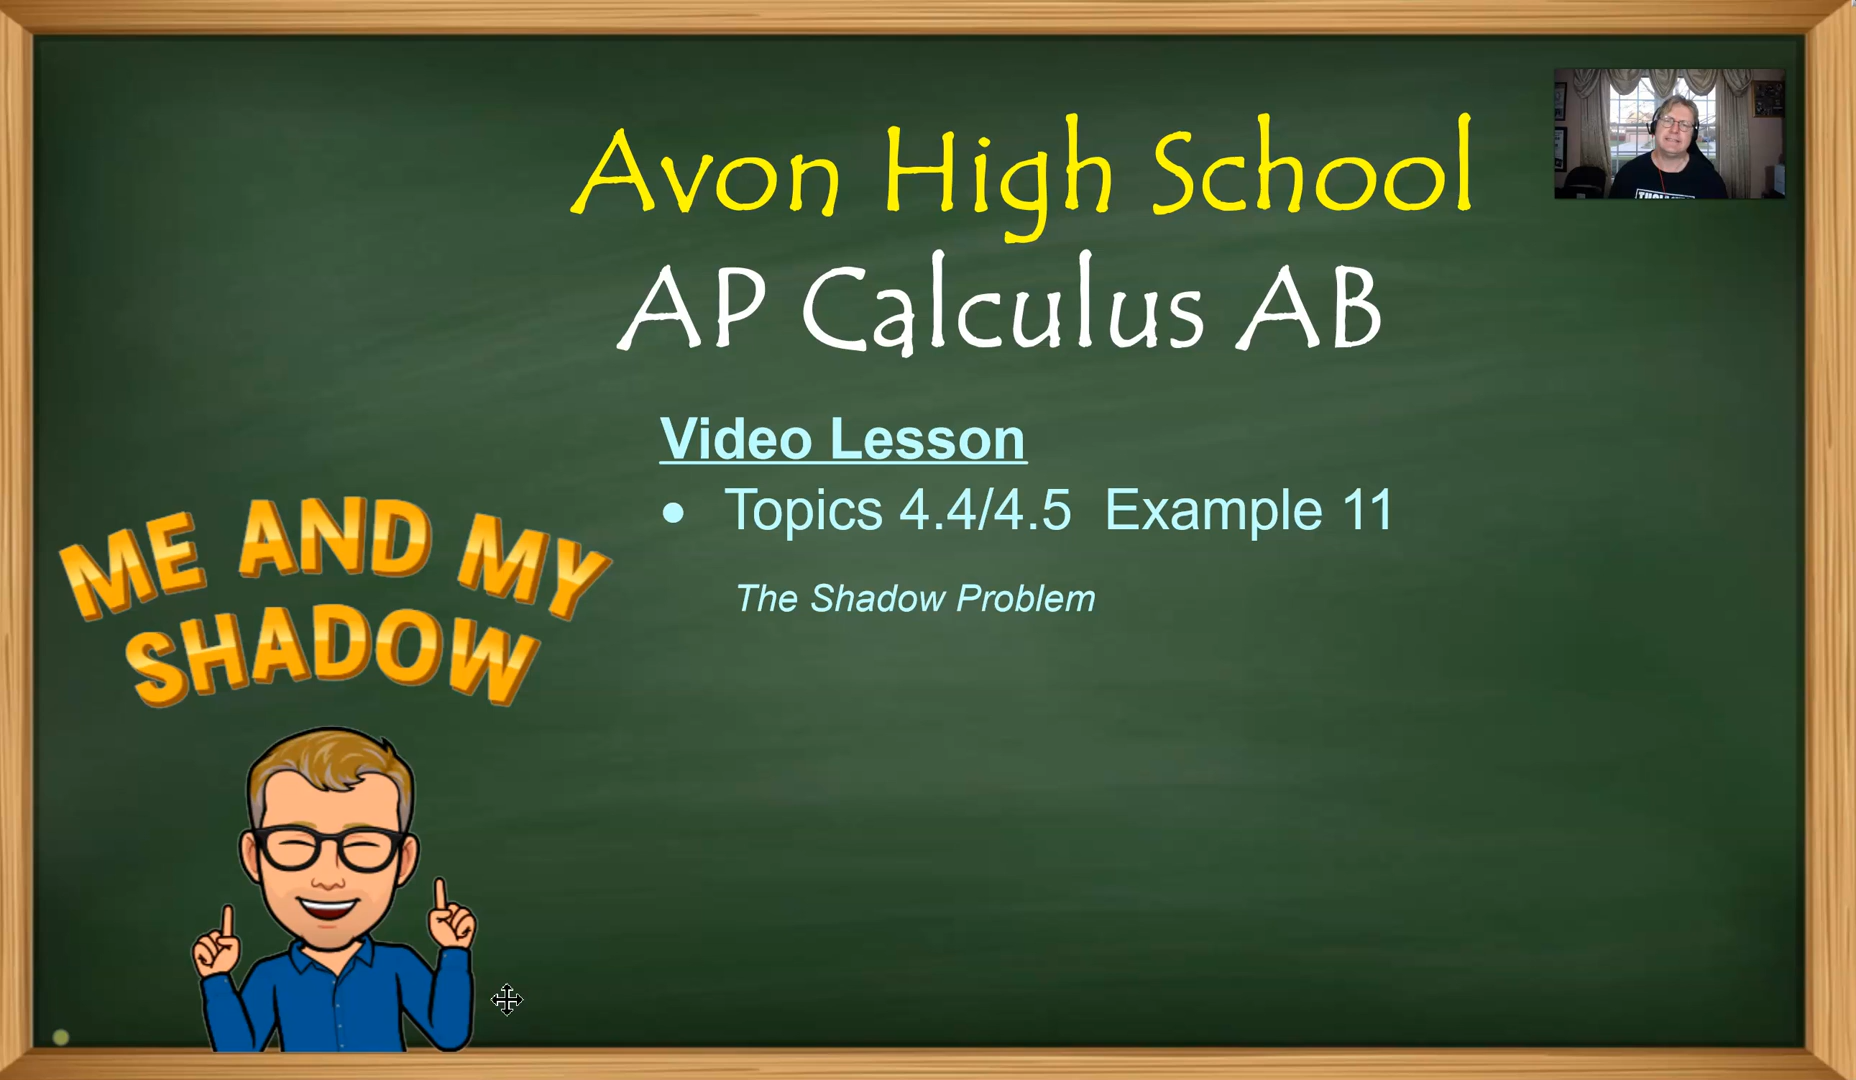 Avon High School
AP Calculus AB
Video Lesson
• Topics 4.4/4.5 Example 11
The Shadow Problem
ME AND MY
SHADOW